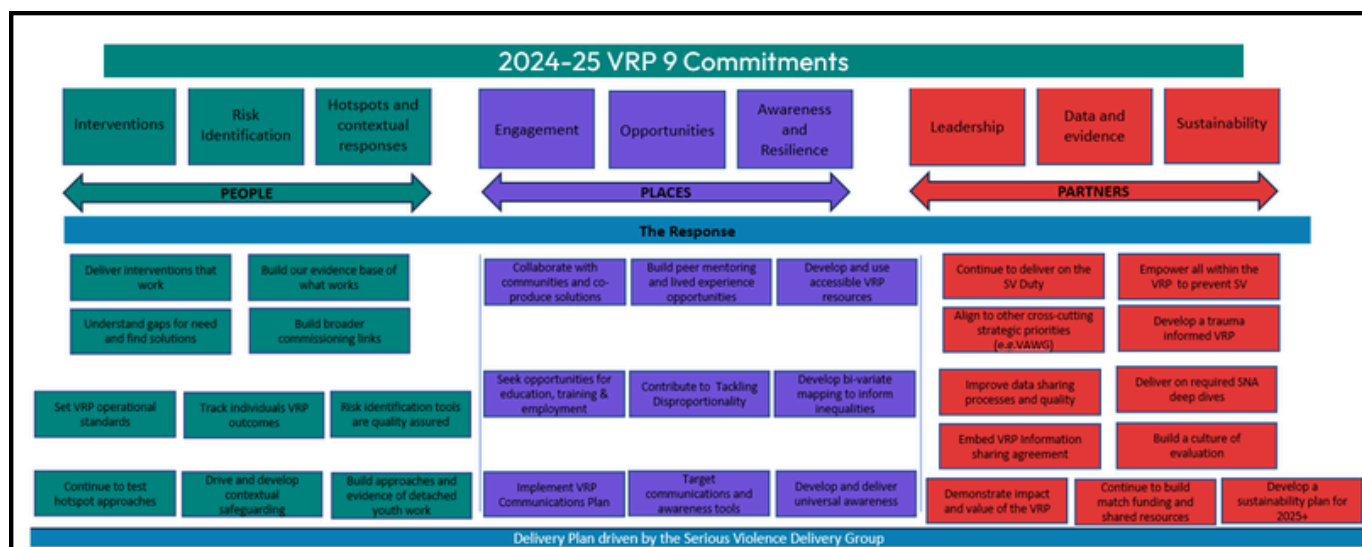 2024-25 VRP 9 Commitments
Interventions
Risk
Identification
Hotspots and
contextual
responses
Engagement
Opportunities
Awareness
and
Resilience
Leadership
Data and
evidence
Sustainability
PEOPLE
PLACES
PARTNERS
The Response
Deliver interventions that
work
Build our evidence base of
what works
Understand gaps for need
and find solutions
Build broader
commissioning links
Set VRP operational
standards
Track individuals VRP
outcomes
Risk identification tools
are quality assured
Continue to test
hotspot approaches
Drive and develop
contextual
safeguarding
Build approaches and
evidence of detached
youth work
Collaborate with
communities and co-
produce solutions
Build peer mentoring
and lived experience
opportunities
Develop and use
accessible VRP
resources
Seek opportunities for
education, training &
employment
Contribute to Tackling
Disproportionality
Develop bi-variate
mapping to inform
inequalities
Implement VRP
Communications Plan
Target
communications and
awareness tools
Develop and deliver
universal awareness
Continue to deliver on the
SV Duty
Empower all within the
VRP to prevent SV
Align to other cross-cutting
strategic priorities
(e.e.VAWG)
Develop a trauma
informed VRP
Improve data sharing
processes and quality
Deliver on required SNA
deep dives
Embed VRP Information
sharing agreement
Build a culture of
evaluation
Demonstrate impact
and value of the VRP
Continue to build
match funding and
shared resources
Develop a
sustainability plan for
2025+
Delivery Plan driven by the Serious Violence Delivery Group